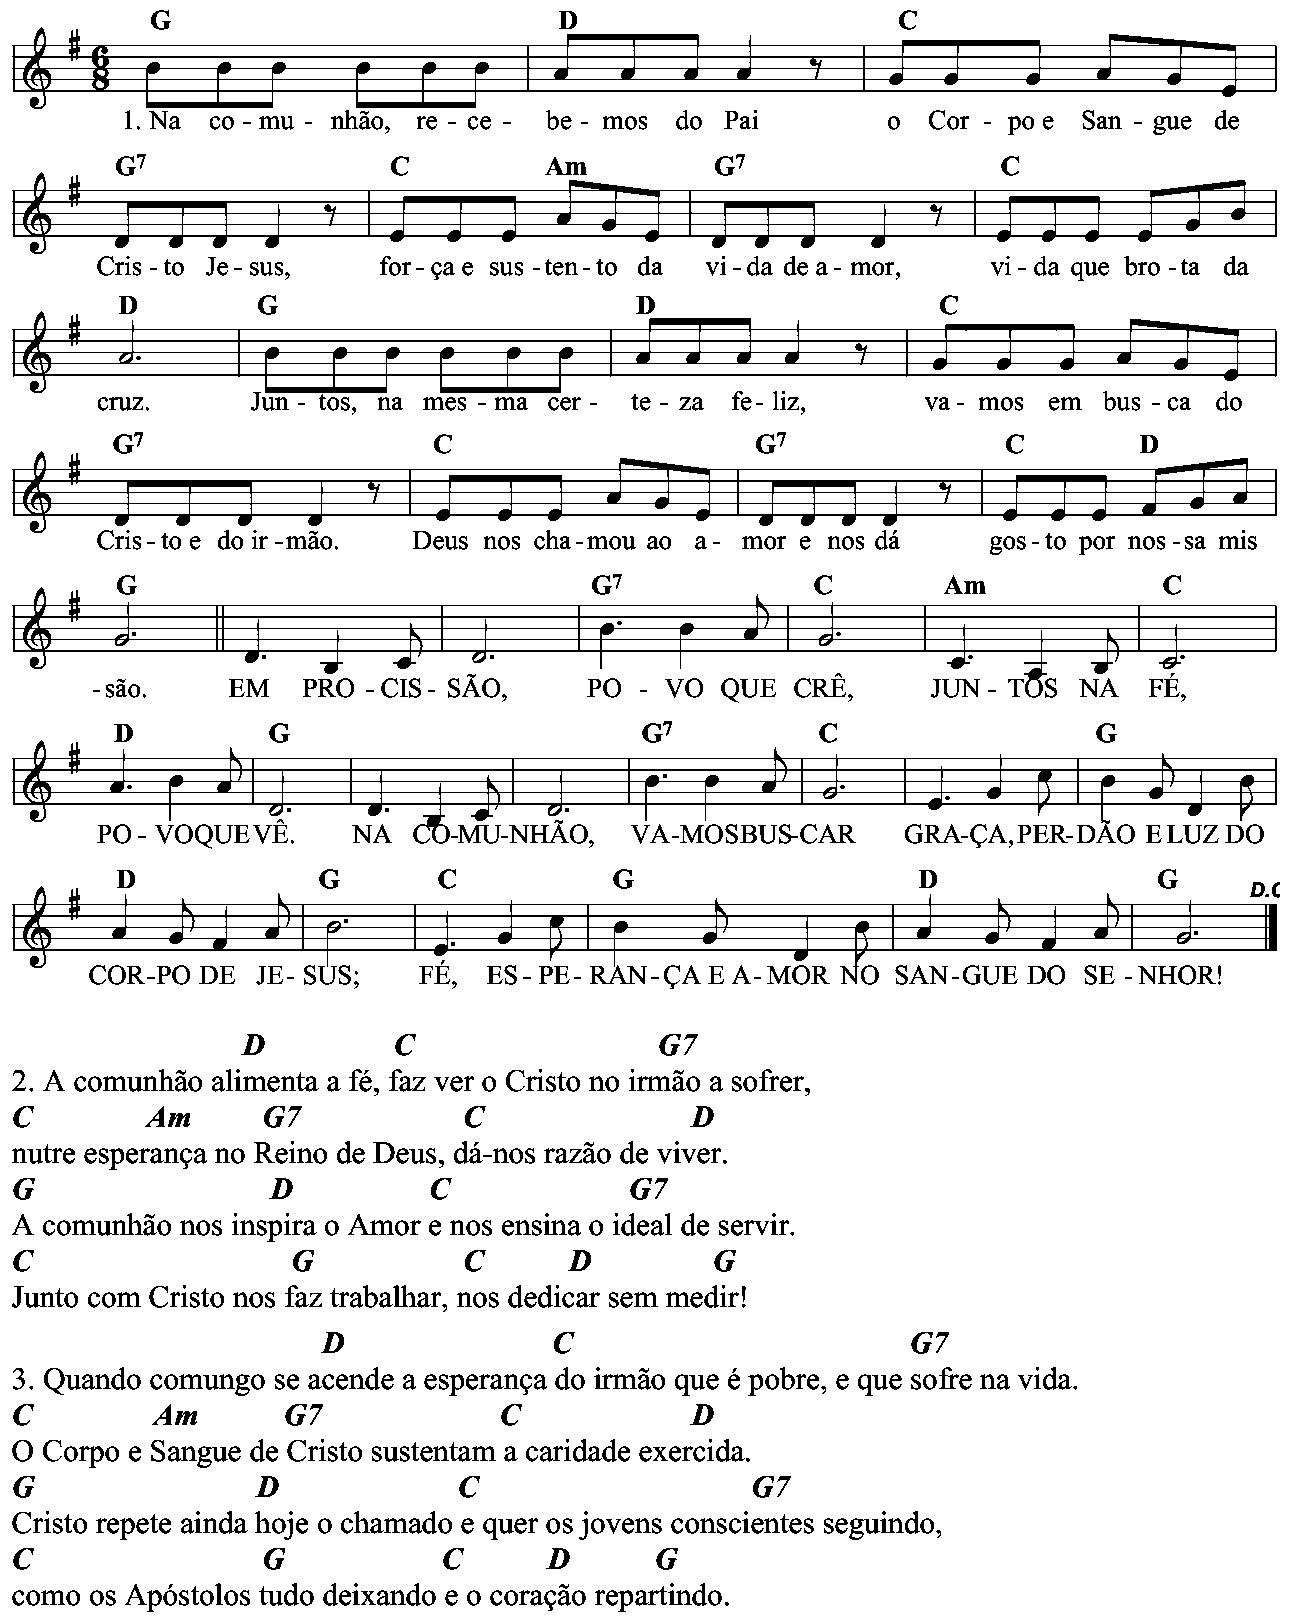 G D C
6
8
1. Na co - mu - nhão, re - ce - be - mos do Pai o Cor - po e San - gue de
G7 C Am G7 C
Cris - to Je - sus, for - ça e sus - ten - to da vi - da de a - mor, vi - da que bro - ta da
D G D C
cruz. Jun - tos, na mes - ma cer - te - za fe - liz, va - mos em bus - ca do
G7 C G7 C D
Cris - to e do ir - mão. Deus nos cha - mou ao a - mor e nos dá gos - to por nos - sa mis
G G7 C Am C
- são. EM PRO - CIS - SÃO, PO - VO QUE CRÊ, JUN - TOS NA FÉ,
D G G7 C G
PO - VO QUE VÊ. NA CO - MU - NHÃO, VA - MOS BUS - CAR GRA - ÇA, PER - DÃO E LUZ DO
D G C G D G D.C
COR - PO DE JE - SUS; FÉ, ES - PE - RAN - ÇA E A - MOR NO SAN - GUE DO SE - NHOR!
D C G7
2. A comunhão alimenta a fé, faz ver o Cristo no irmão a sofrer,
C Am G7 C D
nutre esperança no Reino de Deus, dá-nos razão de viver.
G D C G7
A comunhão nos inspira o Amor e nos ensina o ideal de servir.
C G C D G
Junto com Cristo nos faz trabalhar, nos dedicar sem medir!
D C G7
3. Quando comungo se acende a esperança do irmão que é pobre, e que sofre na vida.
C Am G7 C D
O Corpo e Sangue de Cristo sustentam a caridade exercida.
G D C G7
Cristo repete ainda hoje o chamado e quer os jovens conscientes seguindo,
C G C D G
como os Apóstolos tudo deixando e o coração repartindo.